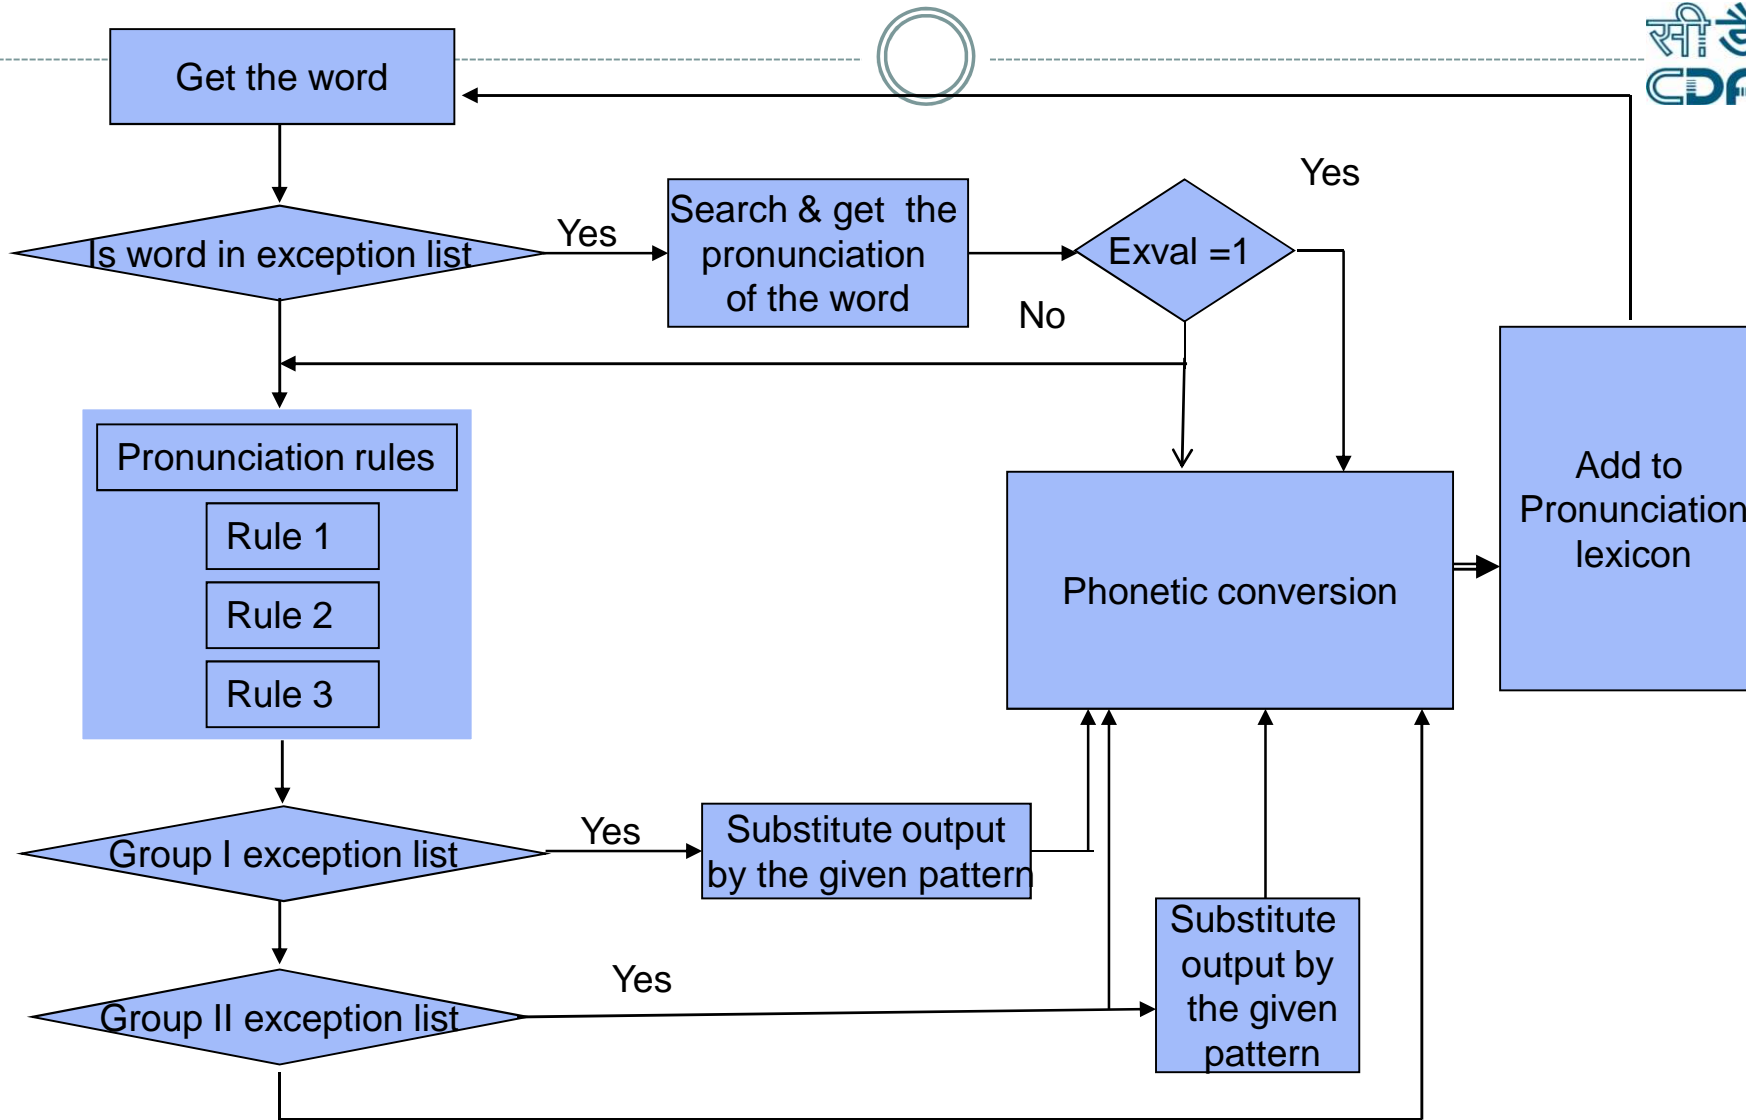 सी डै
CDA
Get the word
Is word in exception list
Yes
Search & get the
pronunciation
of the word
Exval =1
Yes
No
Pronunciation rules
Rule 1
Rule 2
Rule 3
Phonetic conversion
Add to
Pronunciation
lexicon
Group I exception list
Yes
Substitute output
by the given pattern
Group II exception list
Yes
Substitute
output by
the given
pattern